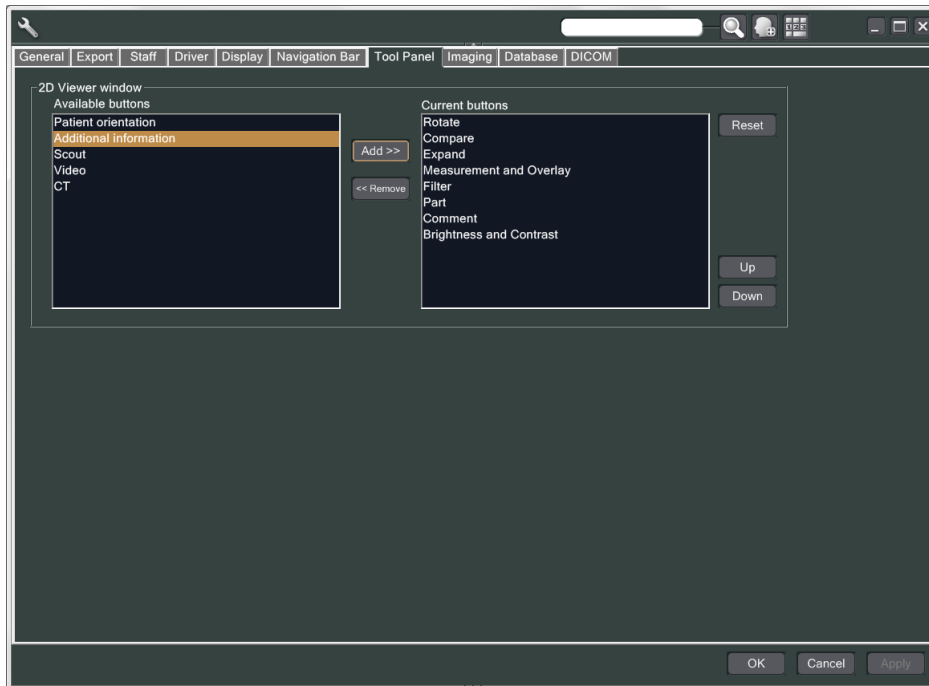 General Export Staff Driver Display Navigation Bar Tool Panel Imaging Database DICOM
2D Viewer window
Available buttons
Patient orientation
Additional information
Scout
Video
CT
Add >>
<< Remove
Current buttons
Rotate
Compare
Expand
Measurement and Overlay
Filter
Part
Comment
Brightness and Contrast
Reset
Up
Down
OK Cancel Apply